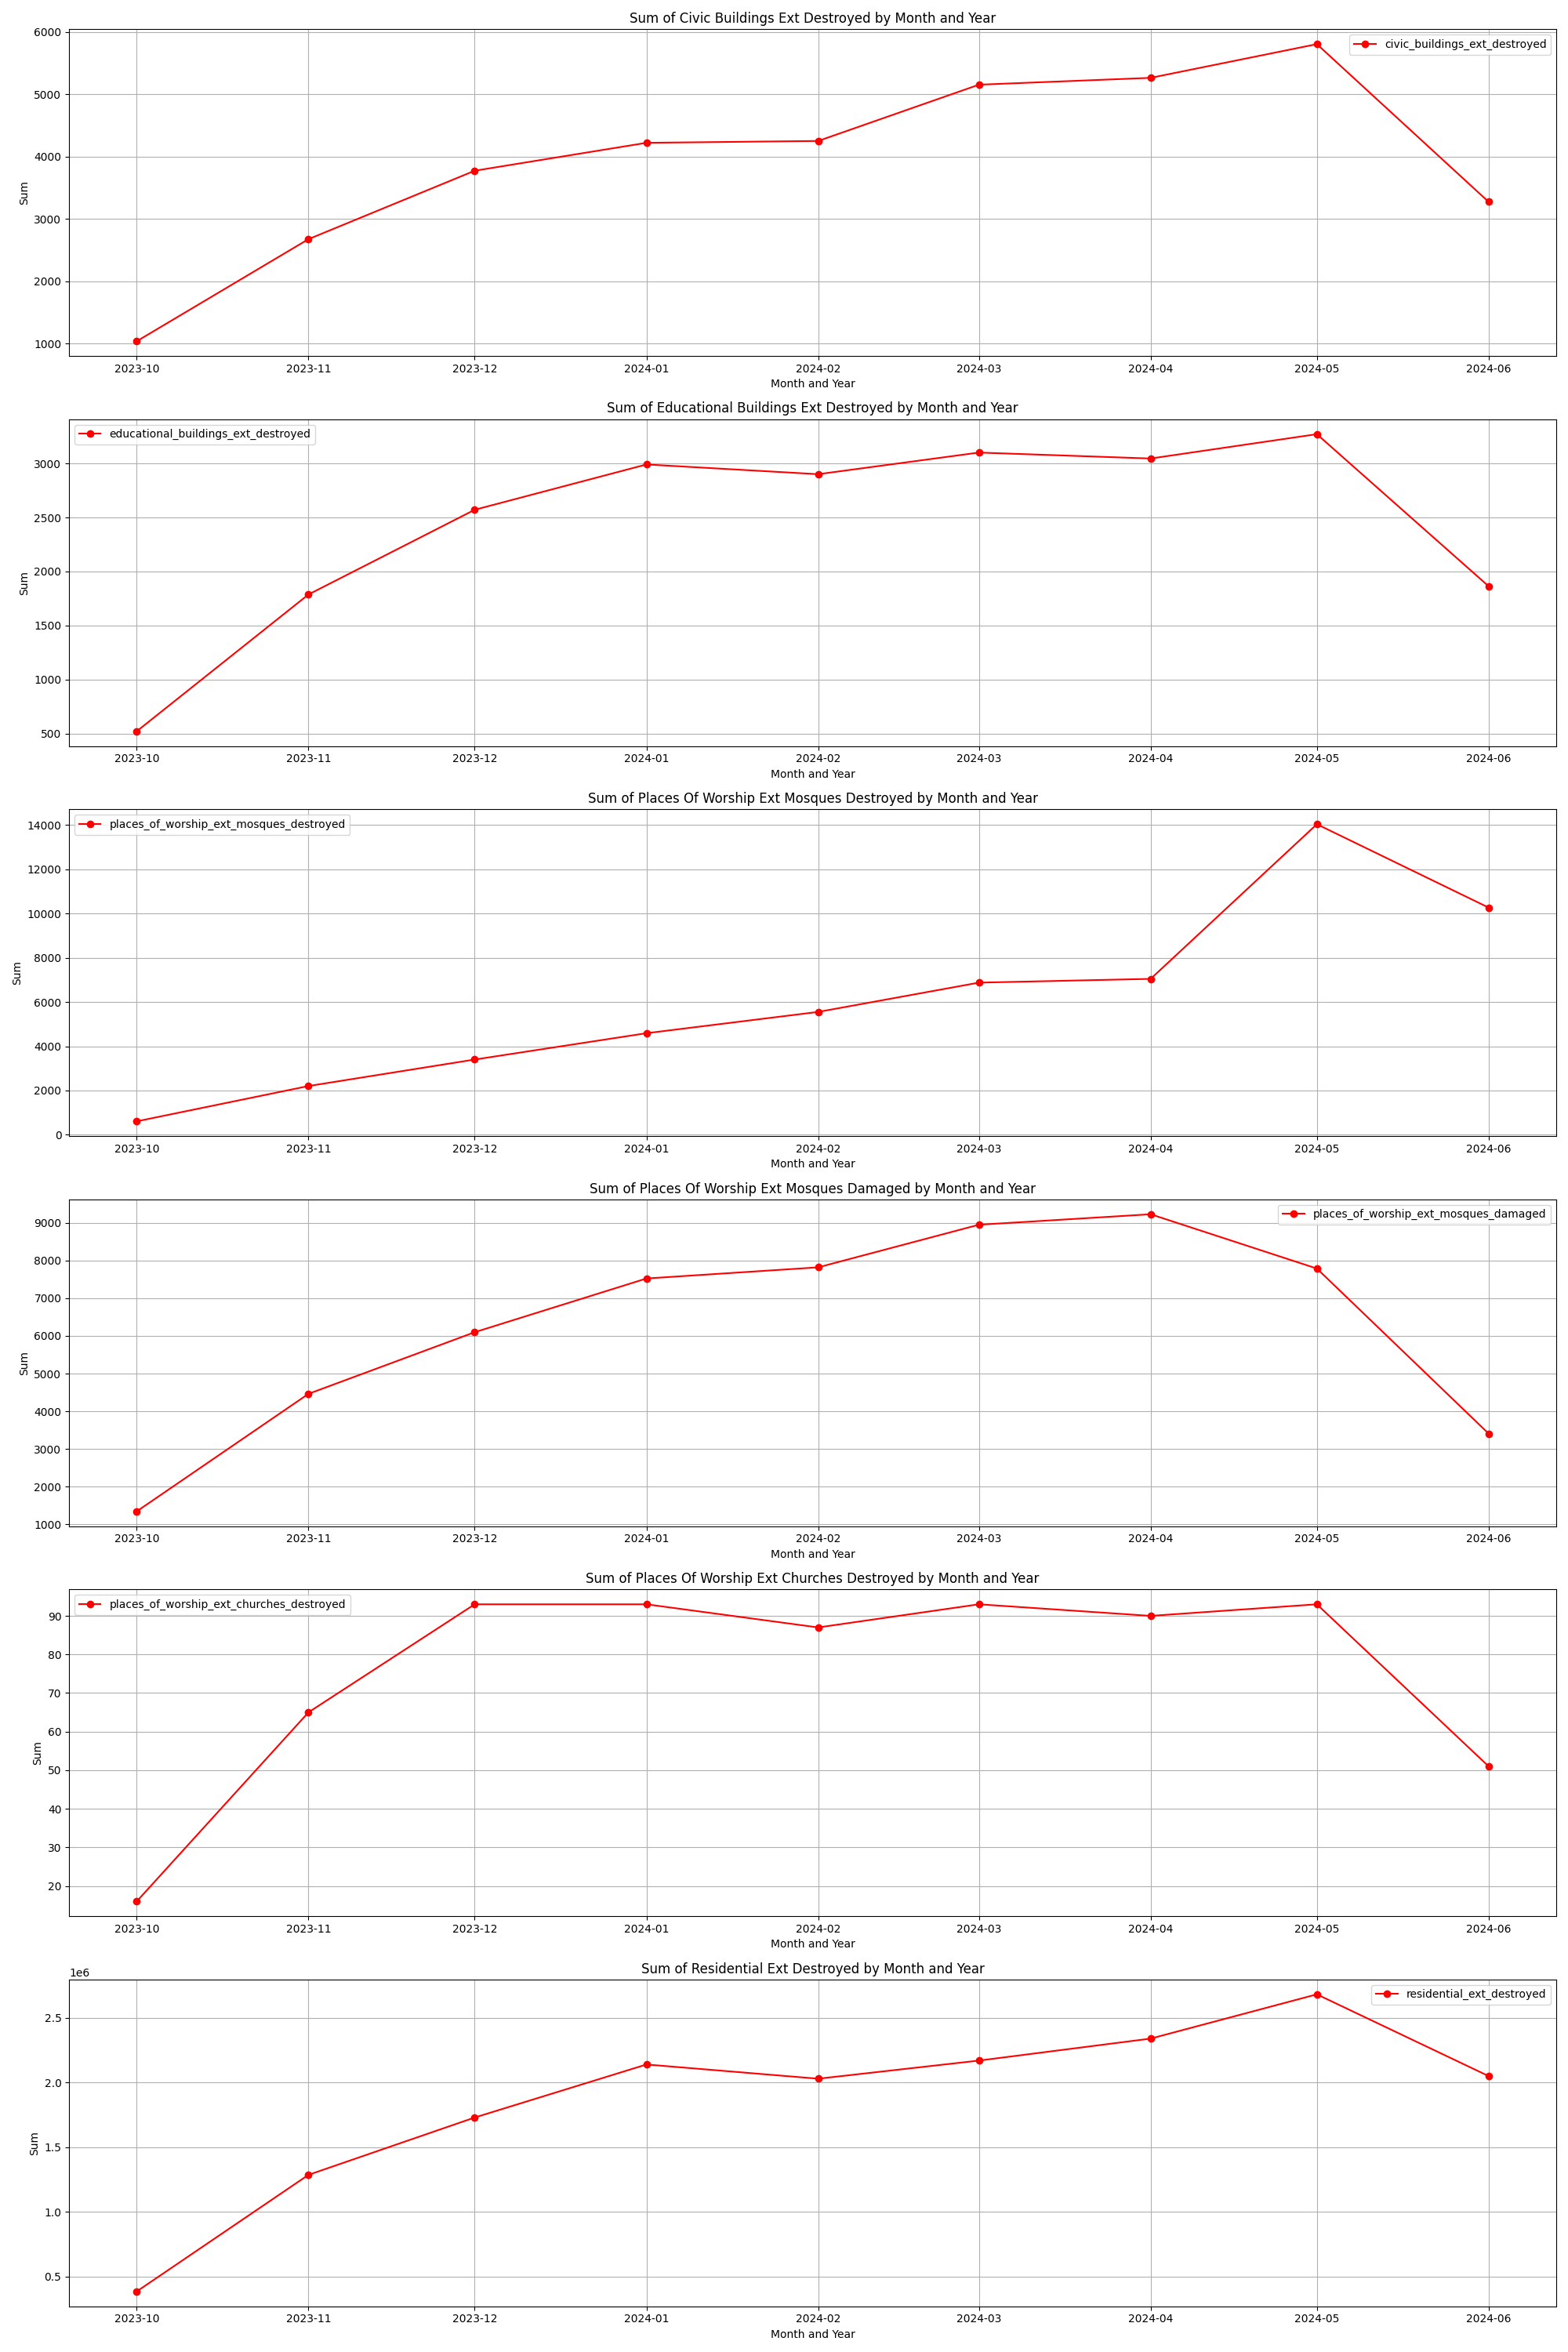 Sum of Civic Buildings Ext Destroyed by Month and Year
civic_buildings_ext_destroyed
6000
5000
4000
3000
2000
1000
Sum
2023-10 2023-11 2023-12 2024-01 2024-02 2024-03 2024-04 2024-05 2024-06
Month and Year
Sum of Educational Buildings Ext Destroyed by Month and Year
educational_buildings_ext_destroyed
3000
2500
2000
1500
1000
500
Sum
2023-10 2023-11 2023-12 2024-01 2024-02 2024-03 2024-04 2024-05 2024-06
Month and Year
Sum of Places Of Worship Ext Mosques Destroyed by Month and Year
places_of_worship_ext_mosques_destroyed
14000
12000
10000
8000
6000
4000
2000
0
Sum
2023-10 2023-11 2023-12 2024-01 2024-02 2024-03 2024-04 2024-05 2024-06
Month and Year
Sum of Places Of Worship Ext Mosques Damaged by Month and Year
places_of_worship_ext_mosques_damaged
9000
8000
7000
6000
5000
4000
3000
2000
1000
Sum
2023-10 2023-11 2023-12 2024-01 2024-02 2024-03 2024-04 2024-05 2024-06
Month and Year
Sum of Places Of Worship Ext Churches Destroyed by Month and Year
places_of_worship_ext_churches_destroyed
90
80
70
60
50
40
30
20
Sum
2023-10 2023-11 2023-12 2024-01 2024-02 2024-03 2024-04 2024-05 2024-06
Month and Year
Sum of Residential Ext Destroyed by Month and Year
1e6
residential_ext_destroyed
2.5
2.0
1.5
1.0
0.5
Sum
2023-10 2023-11 2023-12 2024-01 2024-02 2024-03 2024-04 2024-05 2024-06
Month and Year